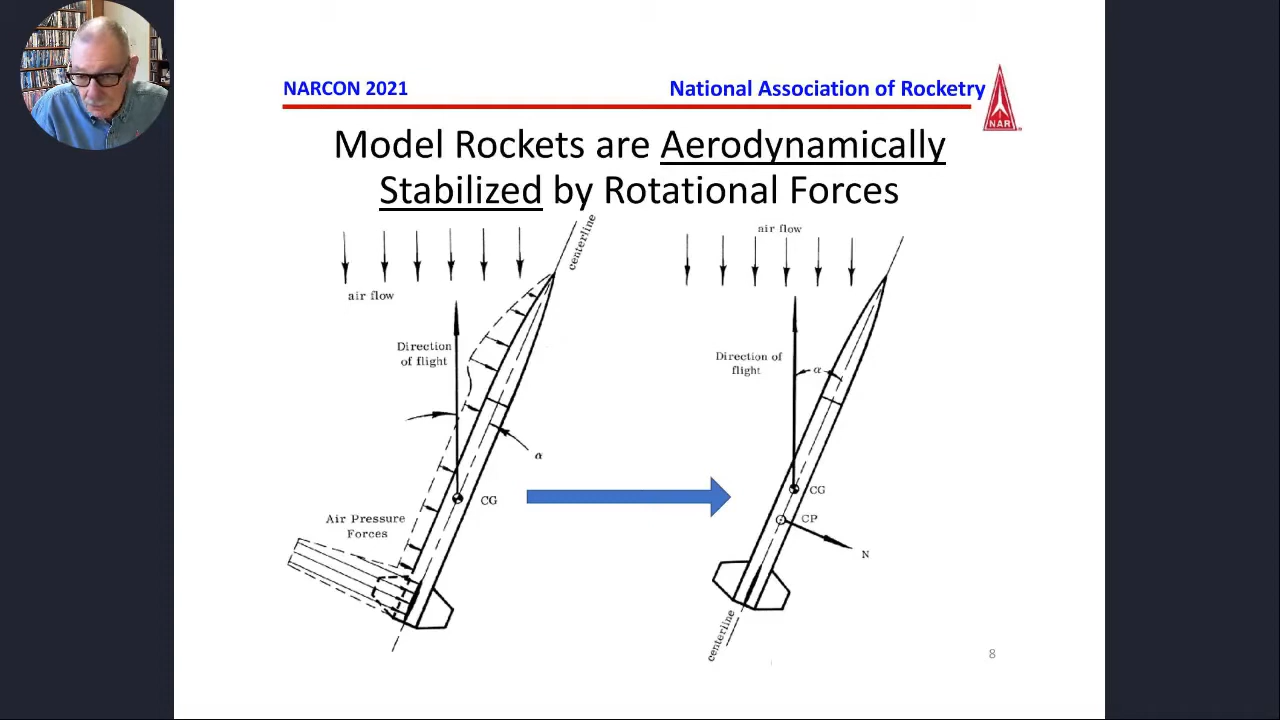 NARCON 2021
National Association of Rocketry
NAR
Model Rockets are Aerodynamically
Stabilized by Rotational Forces
centerline
air flow
Direction
of flight
α
CG
Air Pressure
Forces
air flow
Direction of
flight
α
CG
CP
N
centerline
8